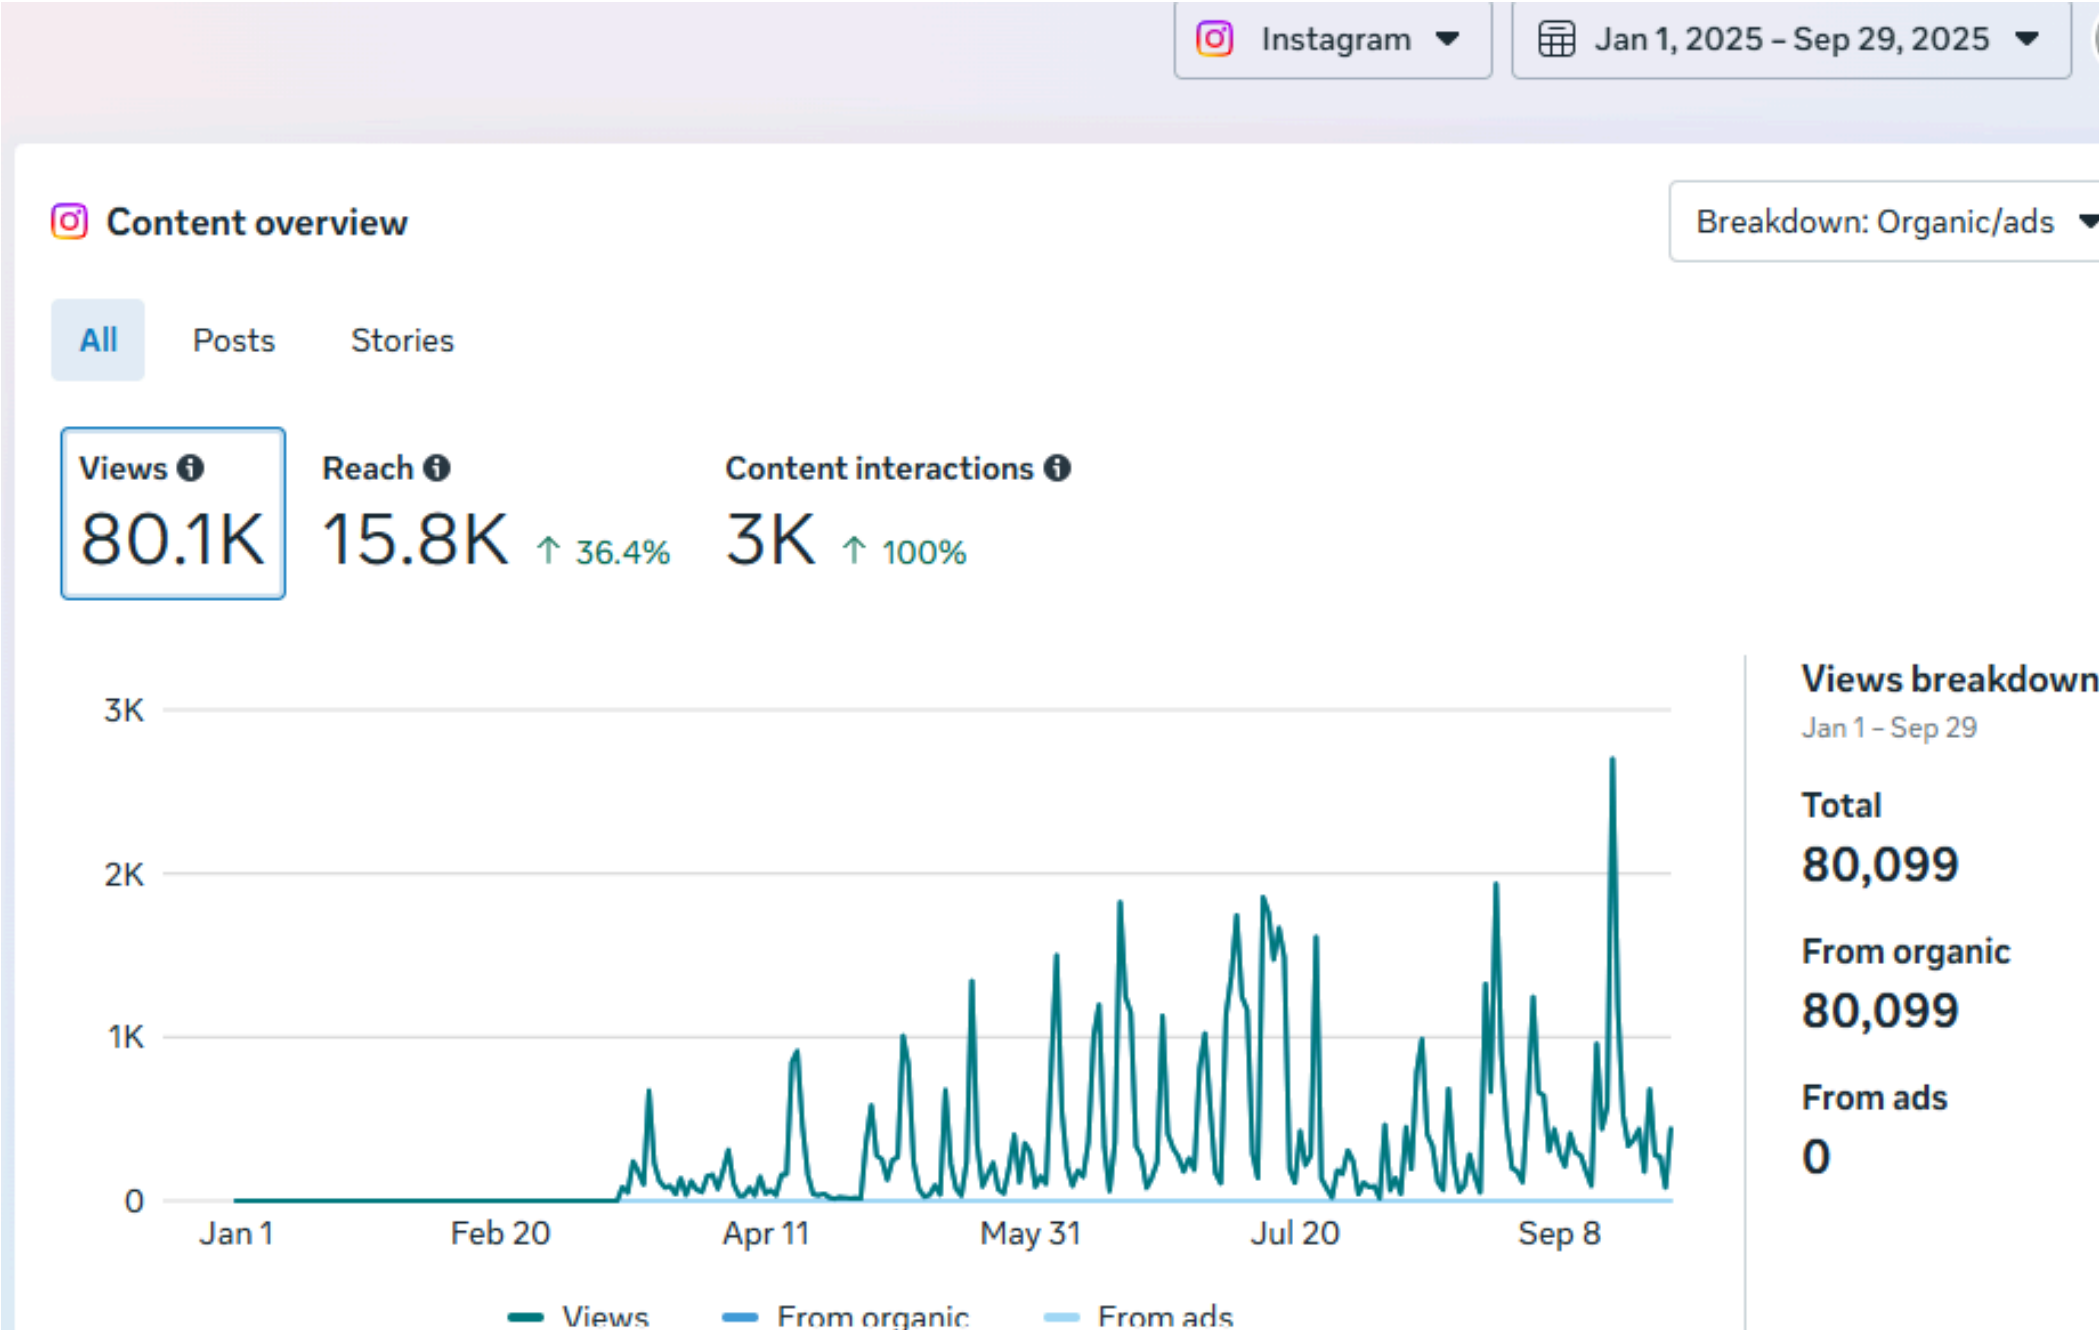 Instagram
Jan 1, 2025 – Sep 29, 2025
Content overview
Breakdown: Organic/ads
All
Posts
Stories
Views
80.1K
Reach
15.8K ↑ 36.4%
Content interactions
3K ↑ 100%
3K
2K
1K
0
Jan 1
Feb 20
Apr 11
May 31
Jul 20
Sep 8
Views
From organic
From ads
Views breakdown
Jan 1 – Sep 29
Total
80,099
From organic
80,099
From ads
0